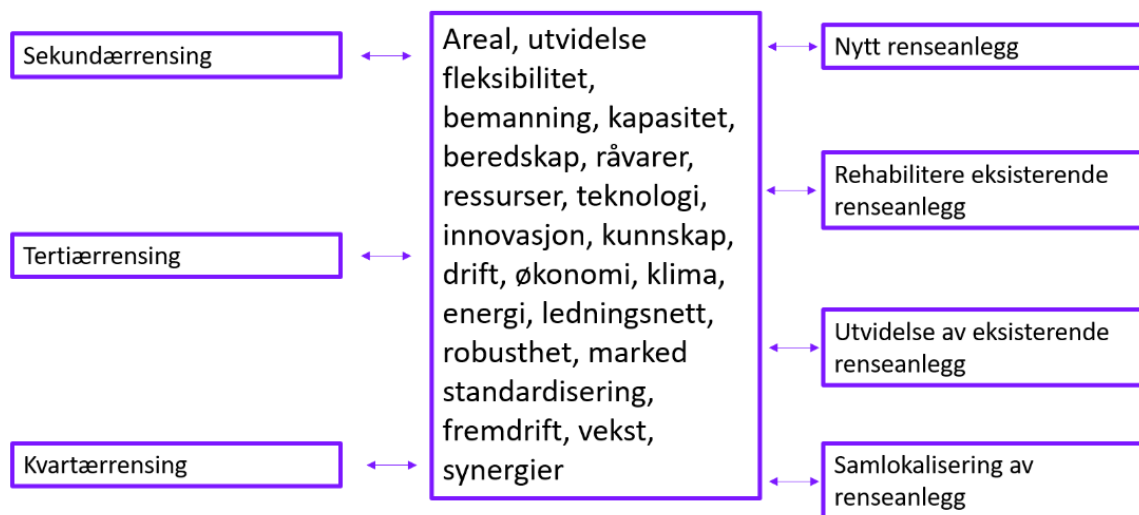 Sekundærrensing
Tertiærrensing
Kvartærrensing
Areal, utvidelse
fleksibilitet,
bemanning, kapasitet,
beredskap, råvarer,
ressurser, teknologi,
innovasjon, kunnskap,
drift, økonomi, klima,
energi, ledningsnett,
robusthet, marked
standardisering,
fremdrift, vekst,
synergier
Nytt renseanlegg
Rehabilitere eksisterende
renseanlegg
Utvidelse av eksisterende
renseanlegg
Samlokalisering av
renseanlegg